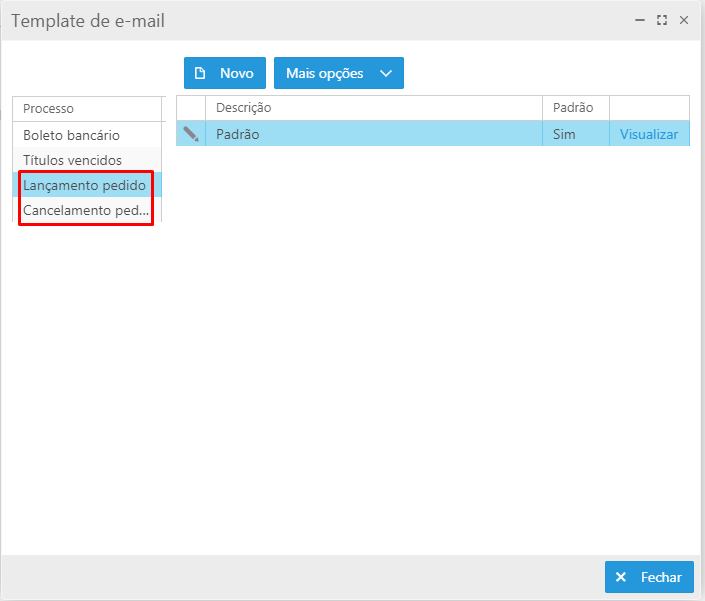 Template de e-mail
Novo
Mais opções
Processo
Boleto bancário
Títulos vencidos
Lançamento pedido
Cancelamento ped...
Descrição Padrão
Padrão Sim Visualizar
Fechar